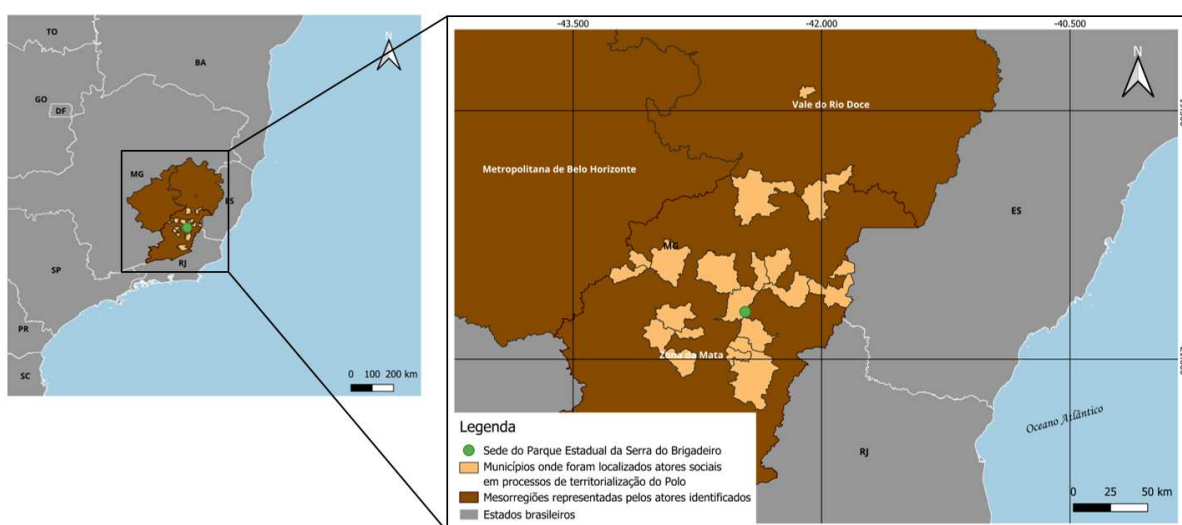 TO
BA
GO
DF
MG
ES
SP
RJ
PR
SC
N
0 100 200 km
-43.500
-42.000
-40.500
N
Vale do Rio Doce
Metropolitana de Belo Horizonte
ES
MG
Zona da Mata
RJ
Oceano Atlântico
Legenda
Sede do Parque Estadual da Serra do Brigadeiro
Municípios onde foram localizados atores sociais
em processos de territorialização do Polo
Mesorregiões representadas pelos atores identificados
Estados brasileiros
0 25 50 km